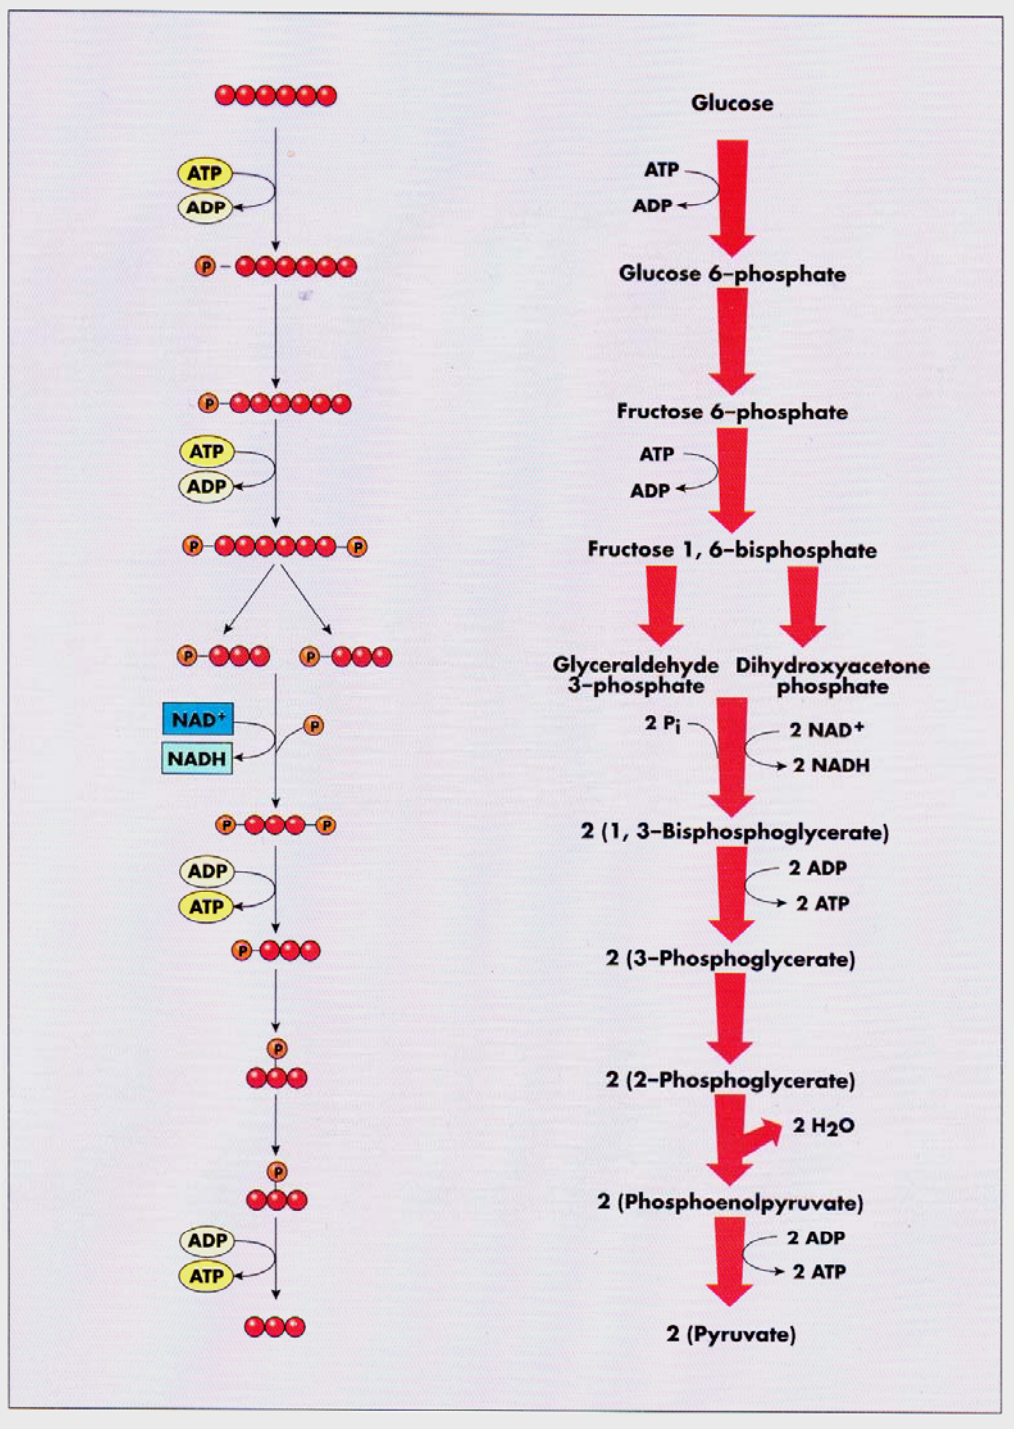 Glucose
ATP
ADP
ATP
ADP
P
Glucose 6–phosphate
P
Fructose 6–phosphate
ATP
ADP
ATP
ADP
P P
Fructose 1, 6–bisphosphate
P P
Glyceraldehyde
3–phosphate
Dihydroxyacetone
phosphate
NAD+
NADH
P
2 Pi
2 NAD+
2 NADH
P P
2 (1, 3–Bisphosphoglycerate)
ADP
ATP
2 ADP
2 ATP
P
2 (3–Phosphoglycerate)
P
2 (2–Phosphoglycerate)
2 H2O
P
2 (Phosphoenolpyruvate)
ADP
ATP
2 ADP
2 ATP
2 (Pyruvate)